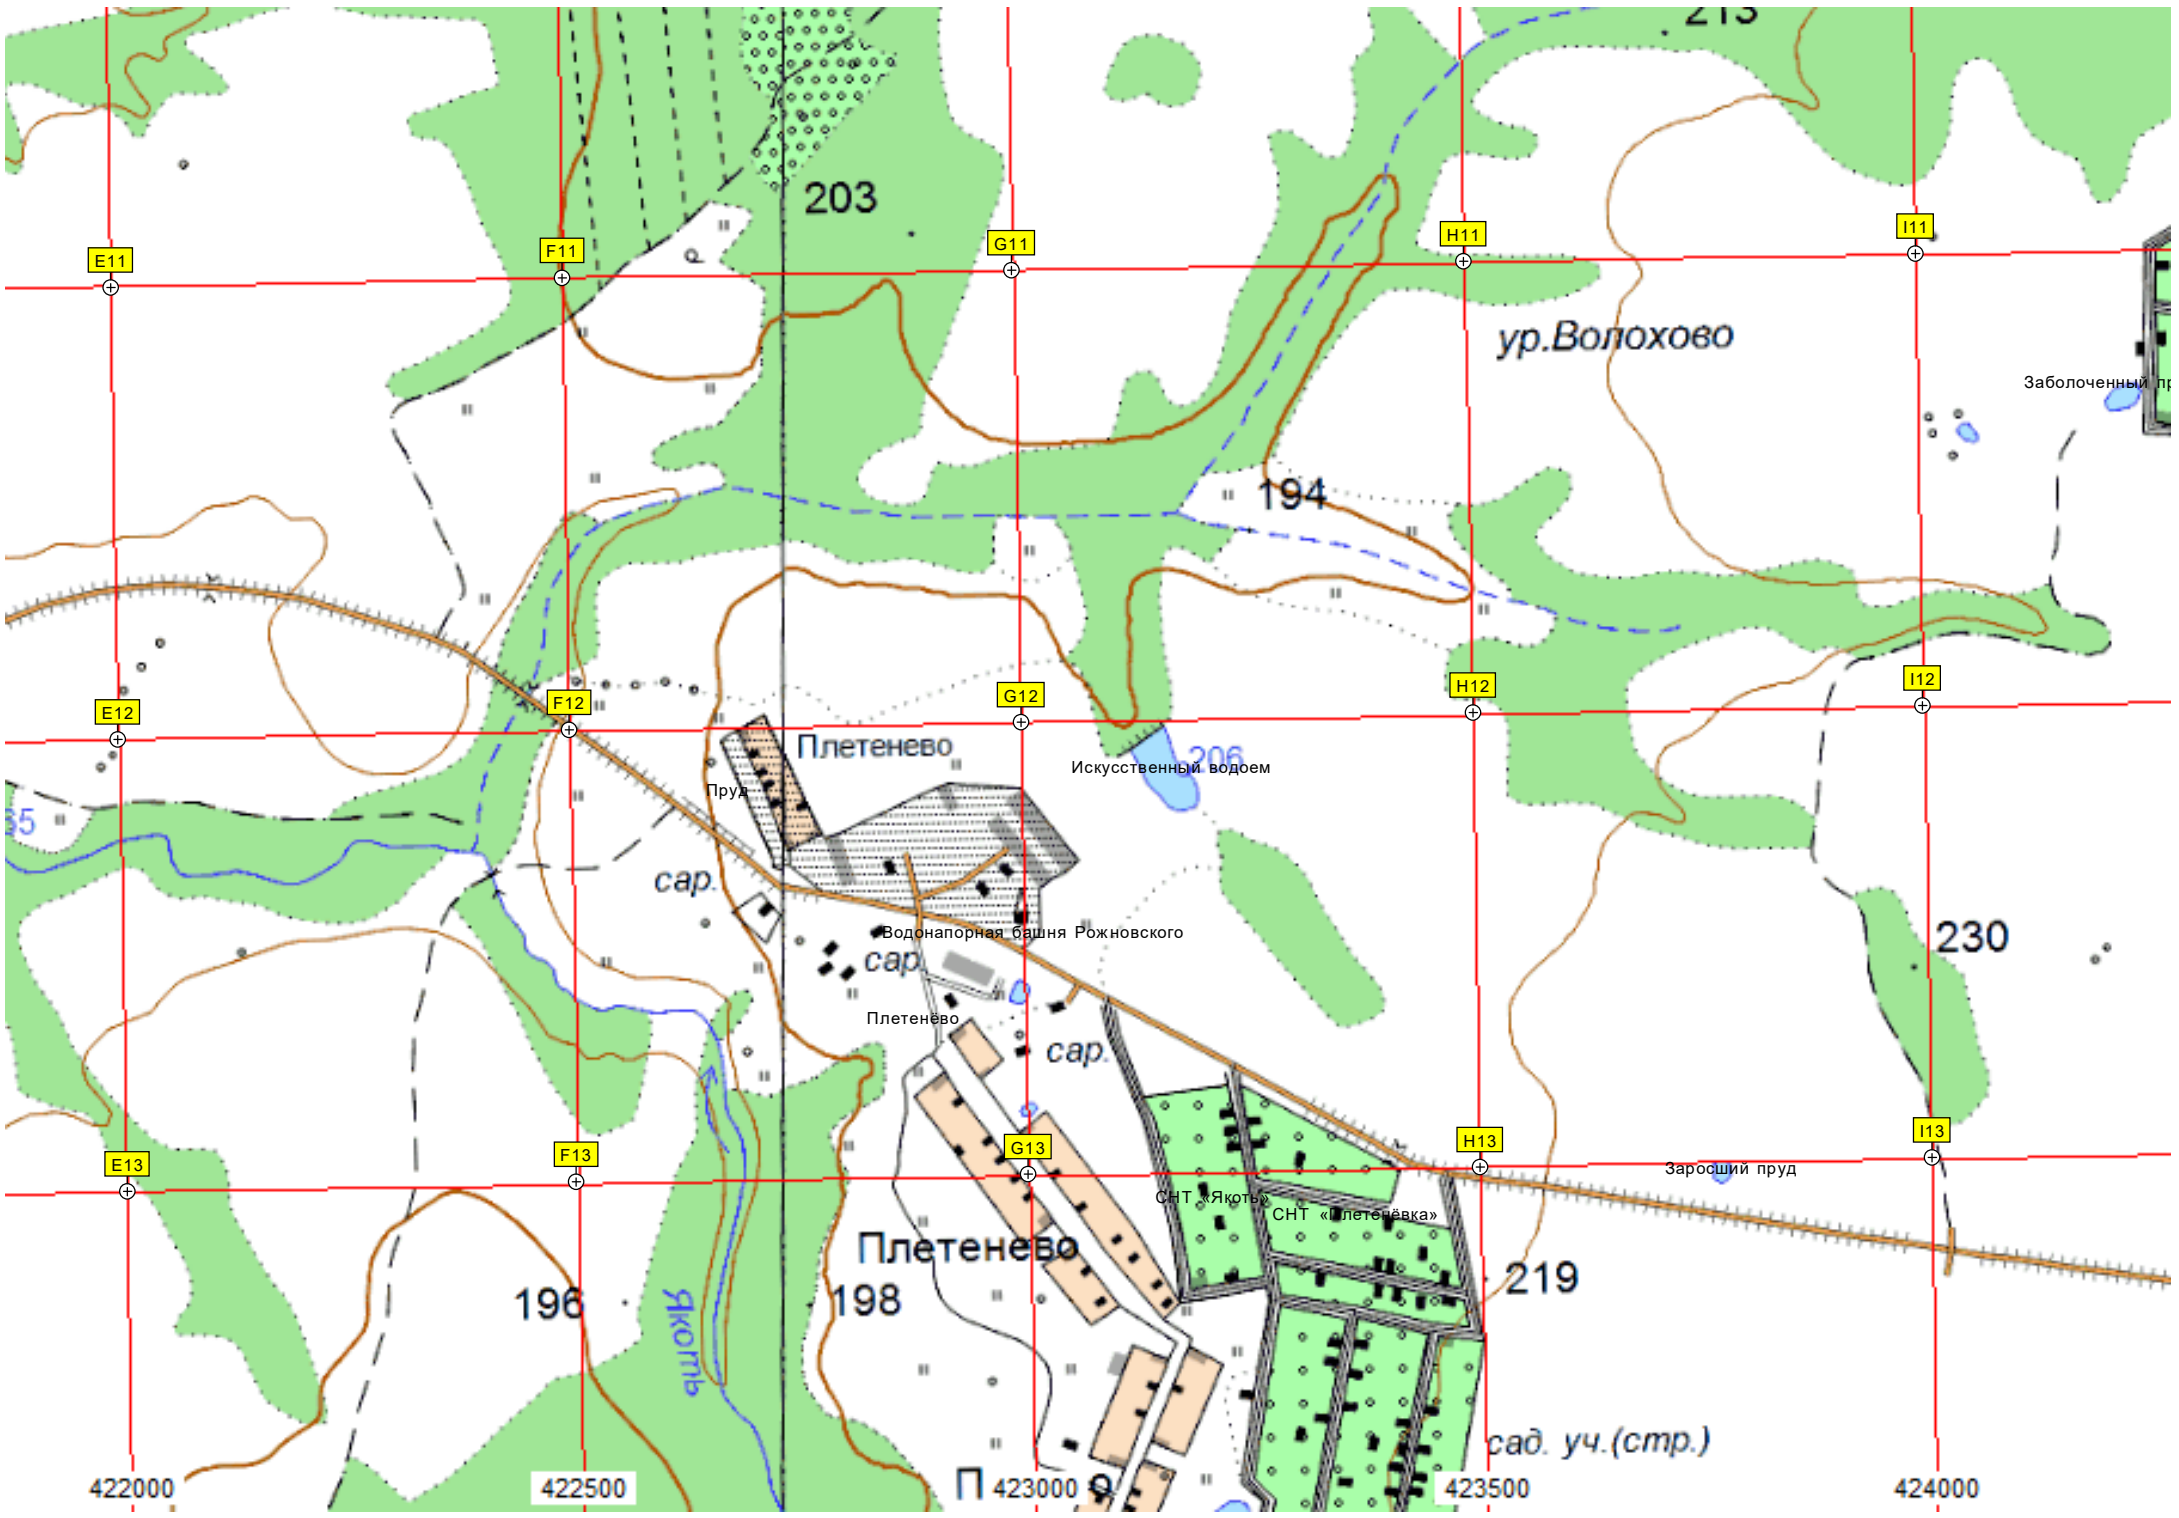 213
203
E11
F11
G11
H11
I11
ур.Волохово
Заболоченный пр
194
E12
F12
G12
H12
I12
Плетенево
206
Искусственный водоем
Пруд
сар.
Водонапорная башня Рожновского
сар.
230
Плетенёво
сар.
E13
F13
G13
H13
I13
Заросший пруд
СНТ «Якоть»
СНТ «Плетенёвка»
Плетенево
219
196
Якоть
198
сад. уч.(стр.)
422000
422500
423000
423500
424000